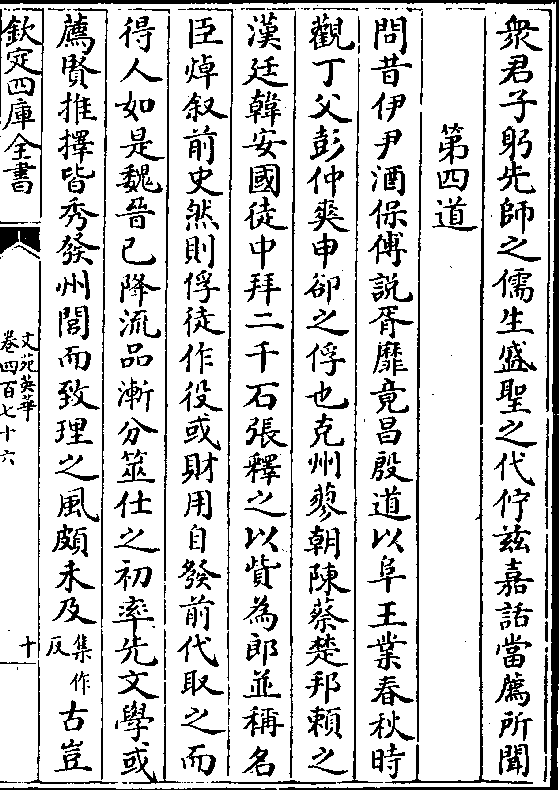 衆君子躬先師之儒生盛聖之代佇兹嘉話當薦所聞
第四道
問昔伊尹酒保傅說胥靡竟昌殷道以阜王業春秋時
觀丁父彭仲爽申卻之俘也克州蓼朝陳蔡楚邦賴之
漢廷韓安國徒中拜二千石張釋之以貲為郎並稱名
臣焯叙前史然則俘徒作役或財用自發前代取之而
得人如是魏晉已降流品漸分筮仕之初率先文學或
薦賢推擇皆秀發州閭而致理之風頗未及集作反古豈
欽定四庫全書
文苑英華
卷四百七十六
十